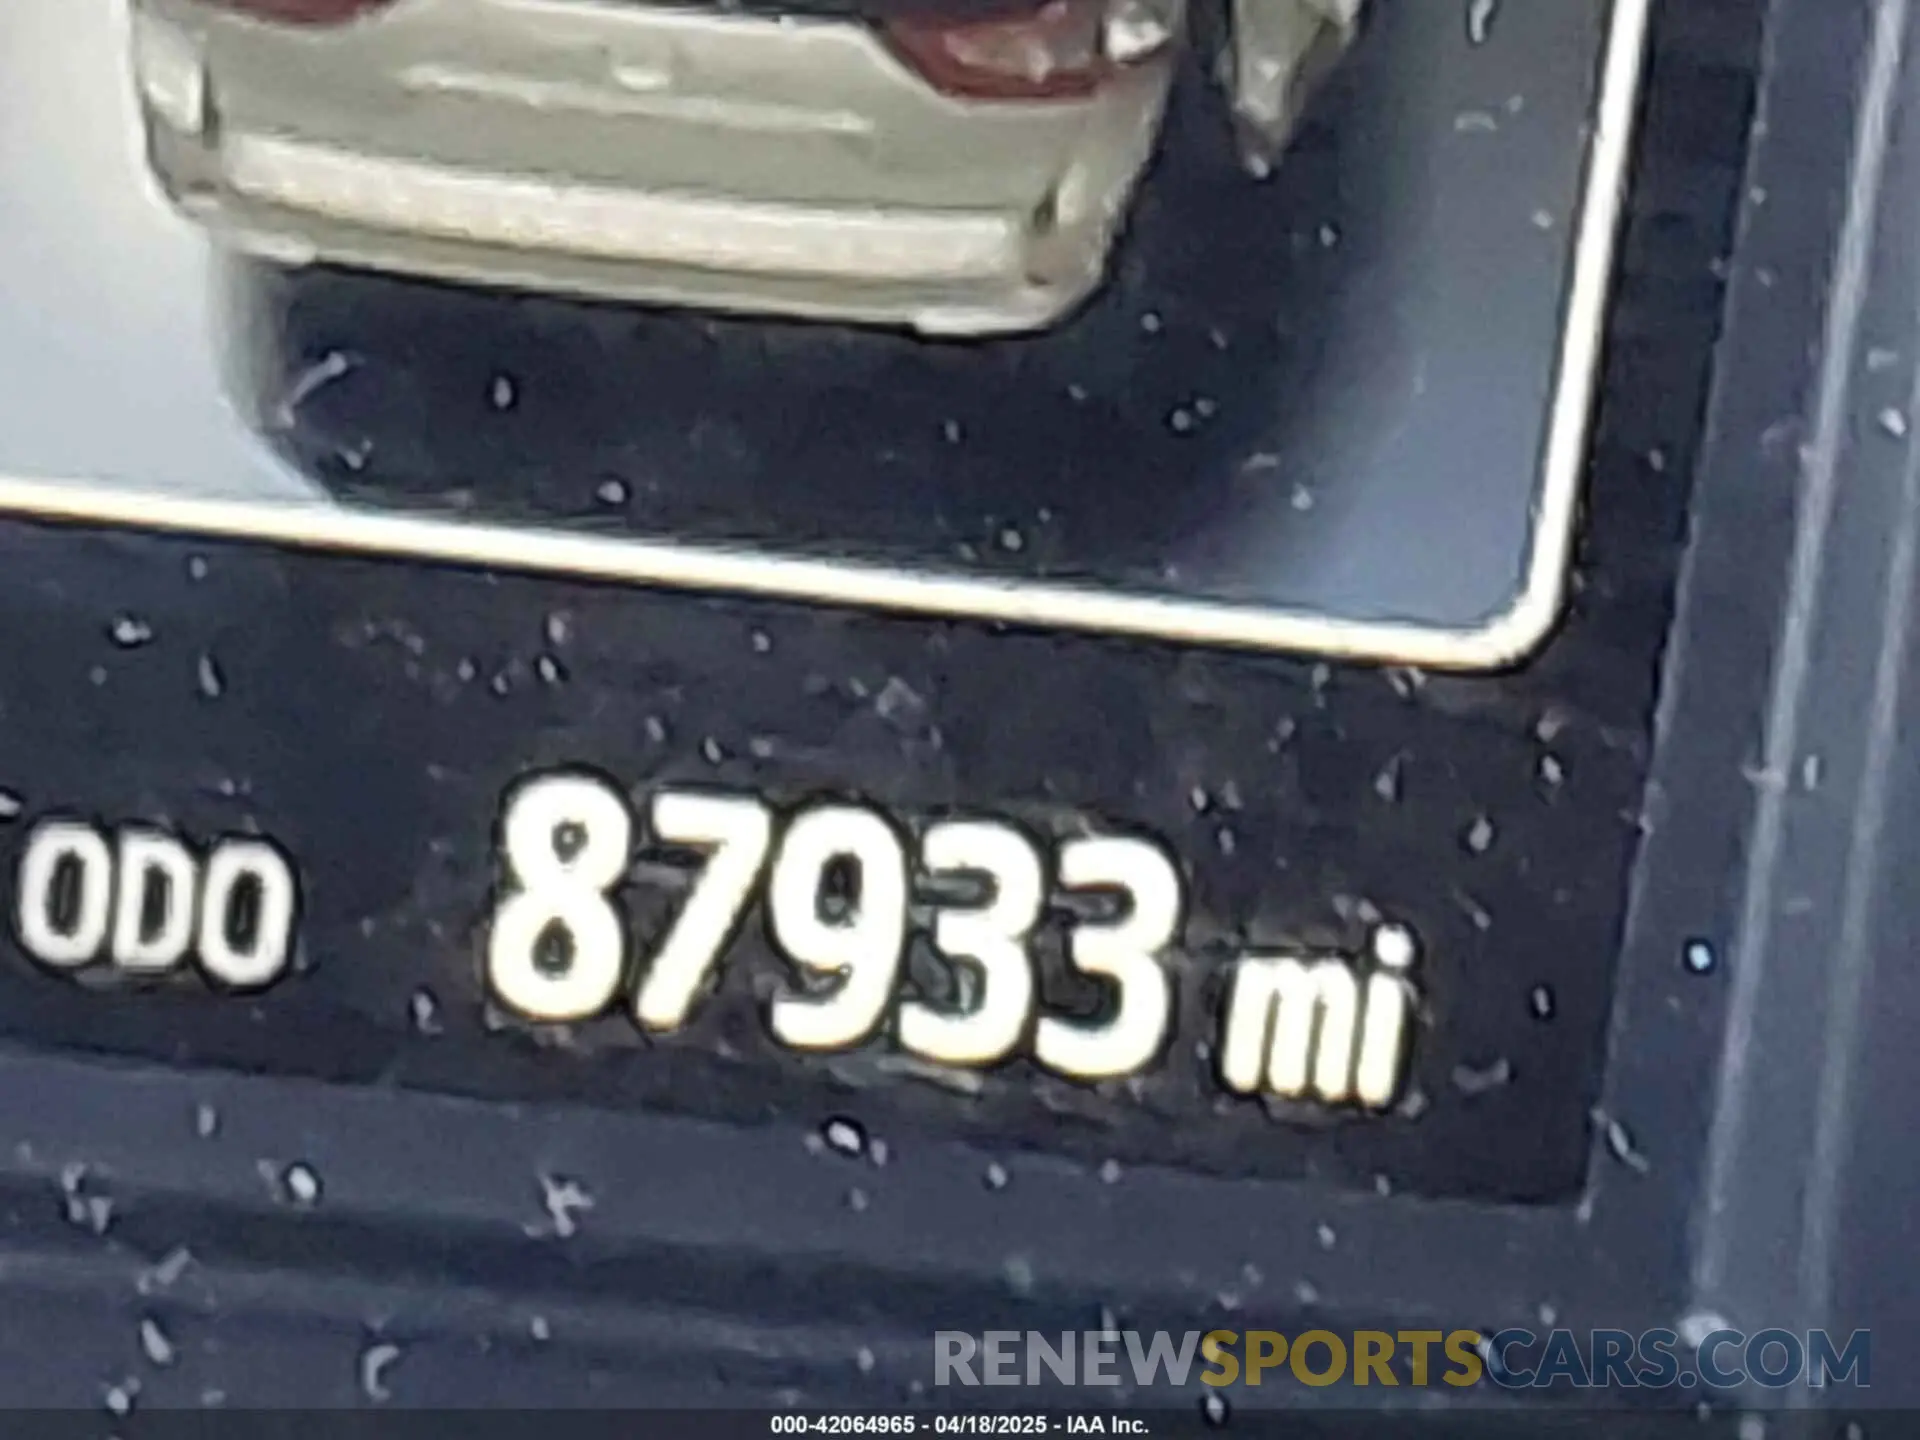 ODO 87933 mi
RENEWSPORTSCARS.COM
000-42064965 - 04/18/2025 - IAA Inc.